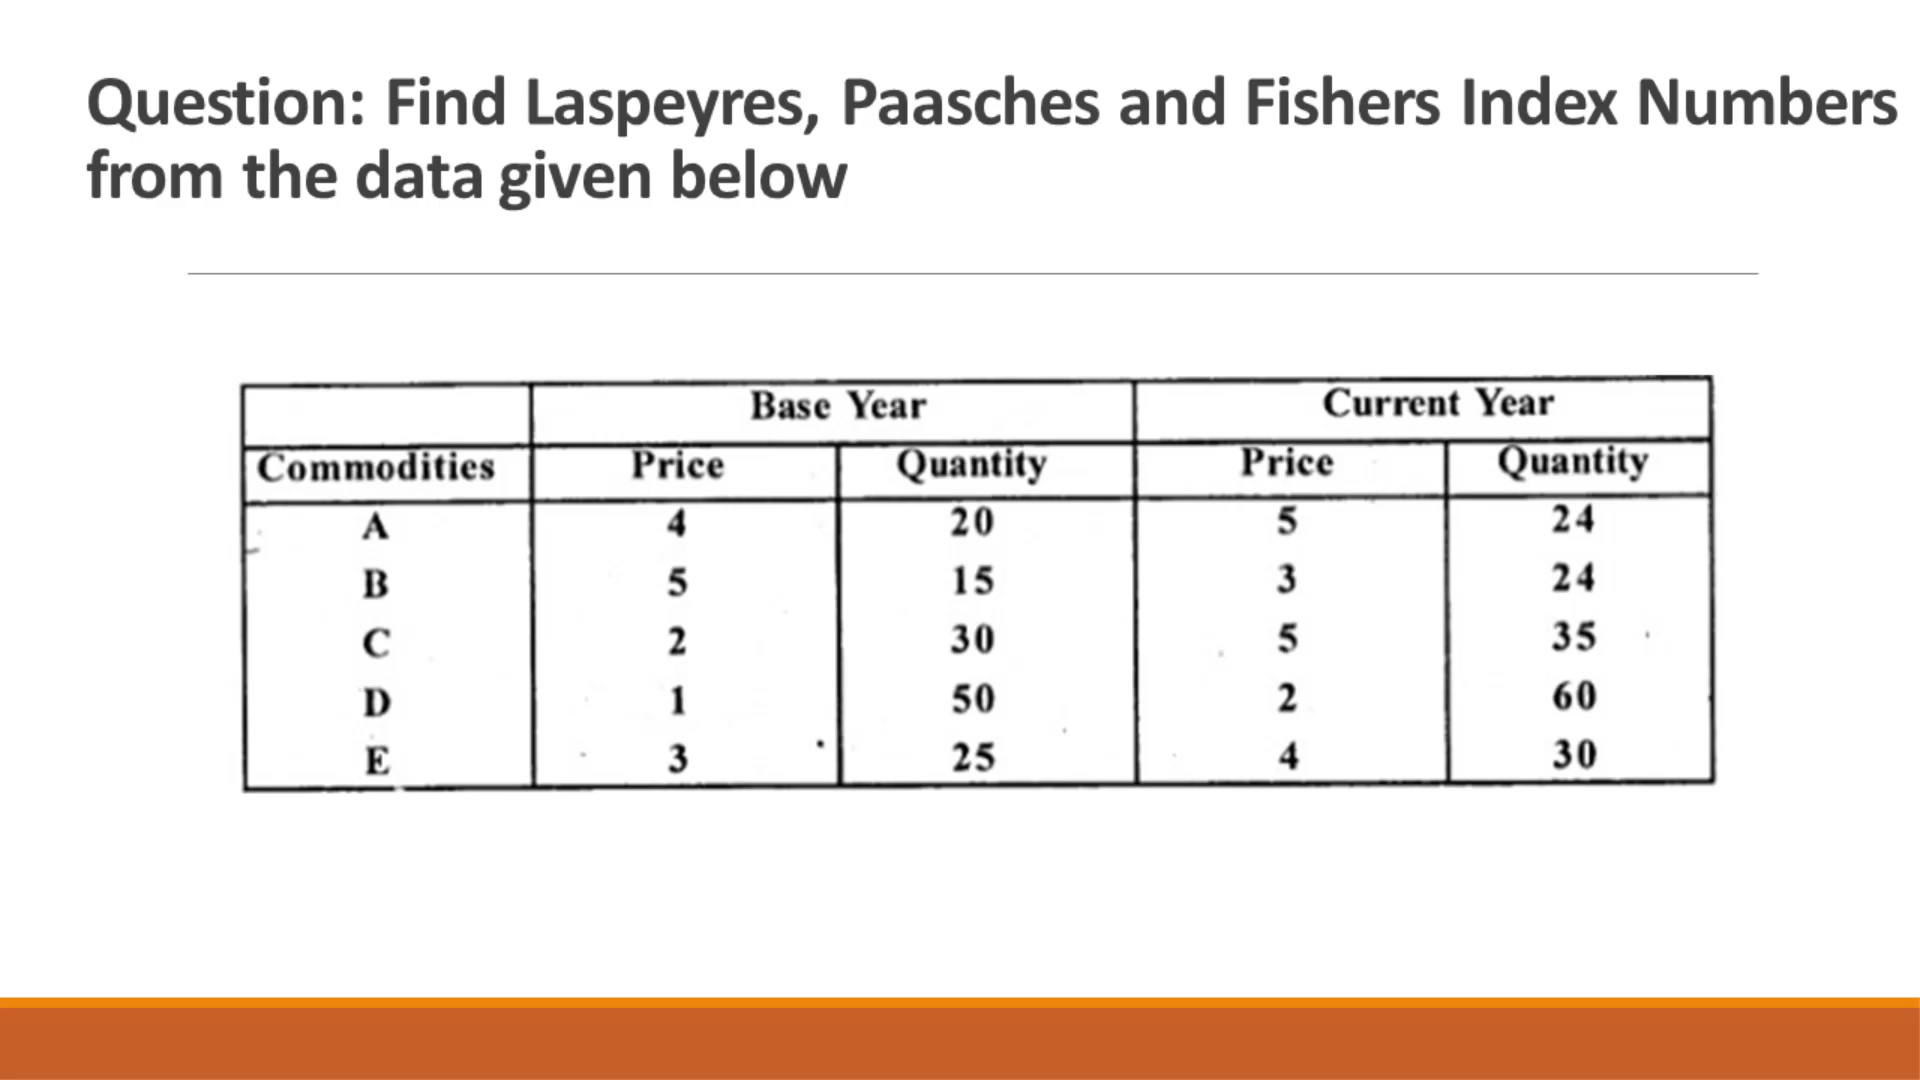 Question: Find Laspeyres, Paasches and Fishers Index Numbers
from the data given below
Base Year Current Year
Commodities Price Quantity Price Quantity
A 4 20 5 24
B 5 15 3 24
C 2 30 5 35
D 1 50 2 60
E 3 25 4 30